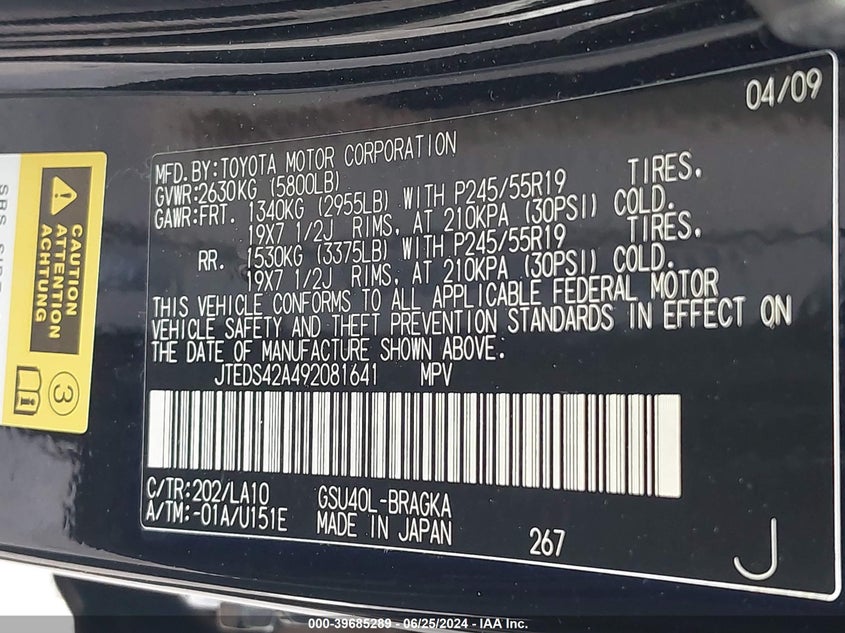 04/09
MFD. BY: TOYOTA MOTOR CORPORATION
GVWR: 2630KG (5800LB)
GAWR: FRT. 1340KG (2955LB) WITH P245/55R19 TIRES,
19X7 1/2J RIMS, AT 210KPA (30PSI) COLD.
RR. 1530KG (3375LB) WITH P245/55R19 TIRES,
19X7 1/2J RIMS, AT 210KPA (30PSI) COLD.
THIS VEHICLE CONFORMS TO ALL APPLICABLE FEDERAL MOTOR
VEHICLE SAFETY AND THEFT PREVENTION STANDARDS IN EFFECT ON
THE DATE OF MANUFACTURE SHOWN ABOVE.
JTEDS42A492081641 MPV
C/TR: 202/LA10 GSU40L-BRAGKA
A/TM: -01A/U151E MADE IN JAPAN
267
J
CAUTION
ATTENTION
ACHTUNG
3
SRS
000-39685289 - 06/25/2024 - IAA Inc.